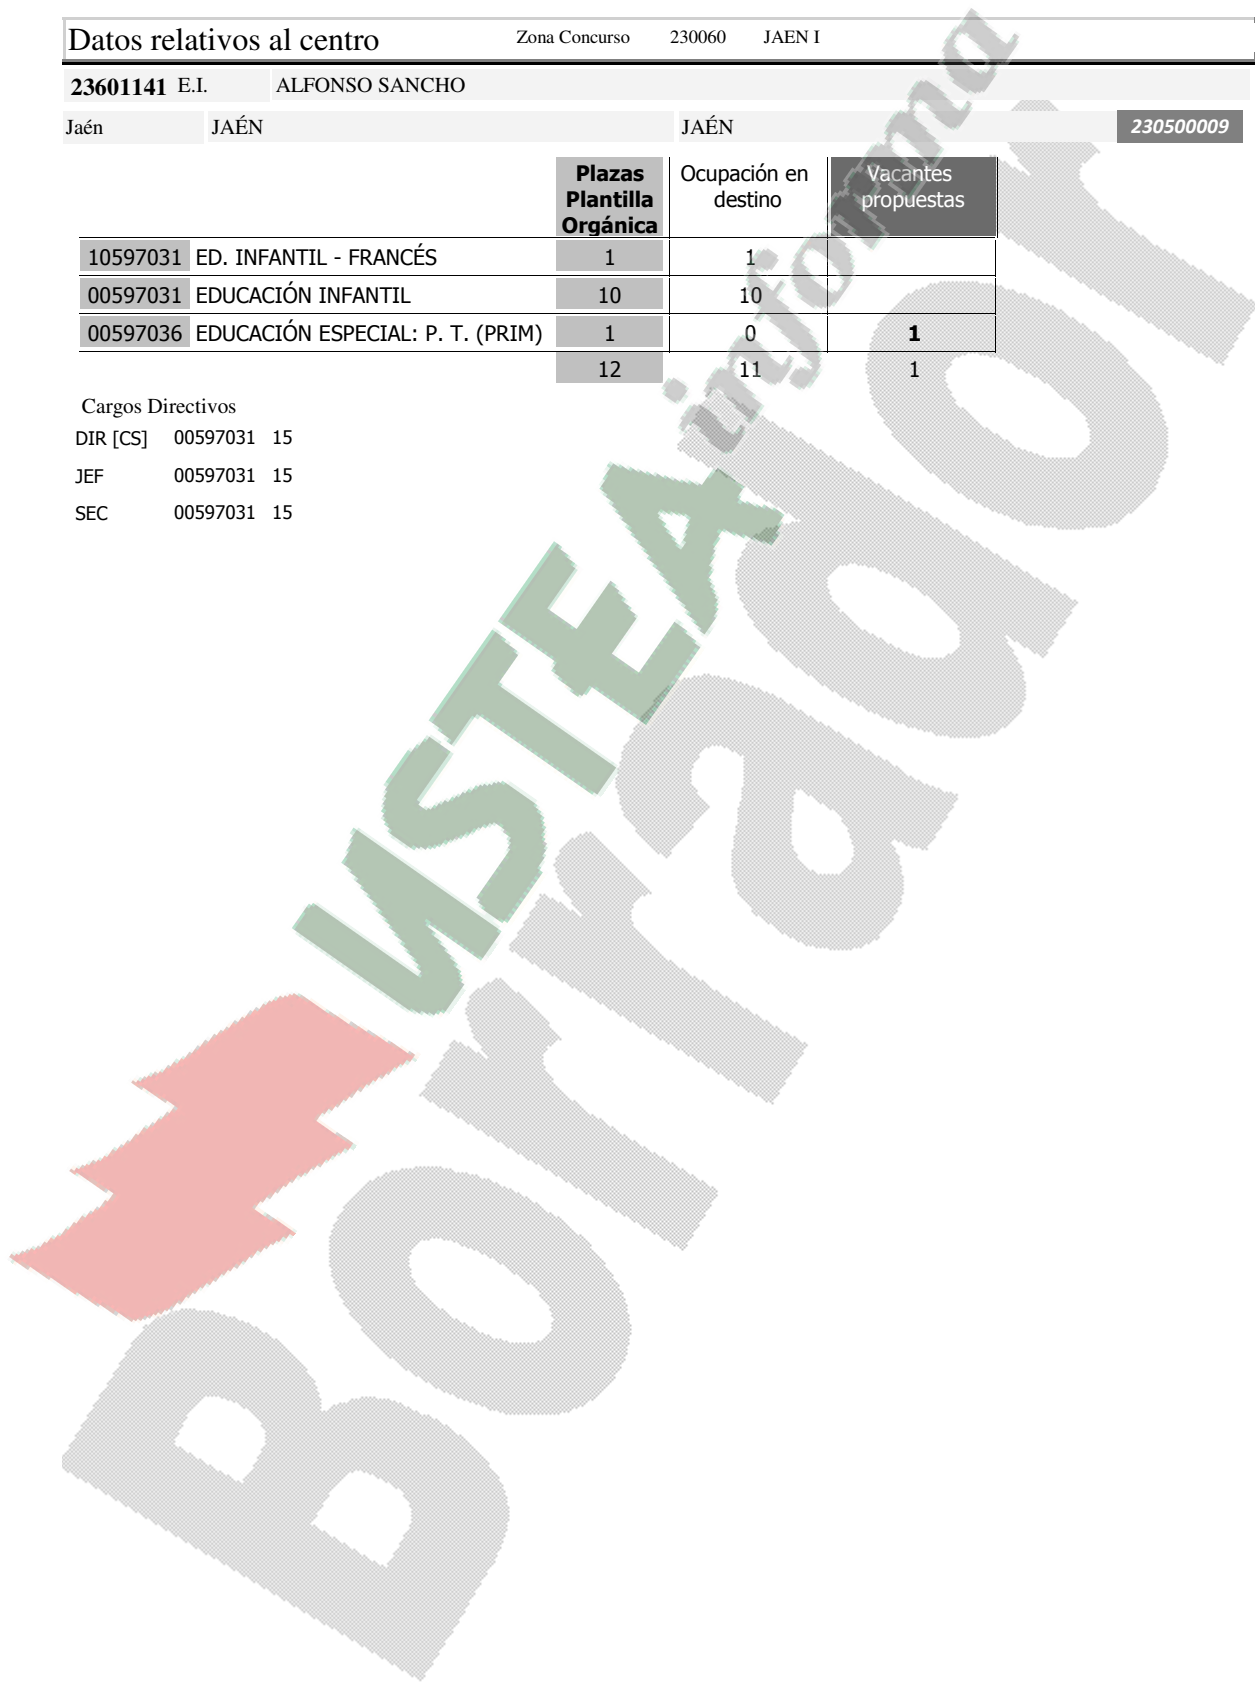 Datos relativos al centro Zona Concurso 230060 JAEN I
23601141 E.I. ALFONSO SANCHO
Jaén JAÉN JAÉN 230500009
Plazas Plantilla Orgánica Ocupación en destino Vacantes propuestas
10597031 ED. INFANTIL - FRANCÉS 1 1
00597031 EDUCACIÓN INFANTIL 10 10
00597036 EDUCACIÓN ESPECIAL: P. T. (PRIM) 1 0 1
12 11 1
Cargos Directivos
DIR [CS] 00597031 15
JEF 00597031 15
SEC 00597031 15
USTEA informa
Borrador